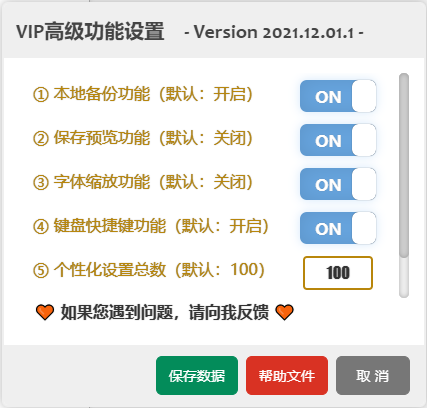 VIP高级功能设置 - Version 2021.12.01.1 -
① 本地备份功能（默认：开启） ON
② 保存预览功能（默认：关闭） ON
③ 字体缩放功能（默认：关闭） ON
④ 键盘快捷键功能（默认：开启） ON
⑤ 个性化设置总数（默认：100） 100
🧡 如果您遇到问题，请向我反馈 🧡
保存数据 帮助文件 取 消